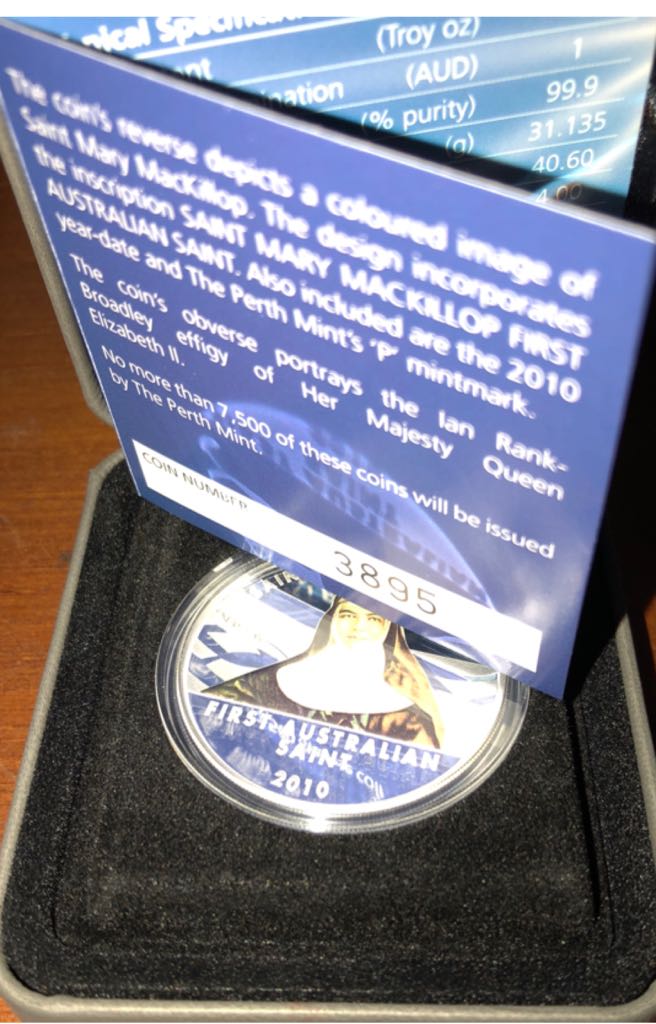 (Troy oz)
1
(AUD)
99.9
(% purity)
31.135
(g)
40.60
4.00
The coin's reverse depicts a coloured image of
Saint Mary MacKillop. The design incorporates
the inscription SAINT MARY MACKILLOP FIRST
AUSTRALIAN SAINT. Also included are the 2010
year-date and The Perth Mint's 'P' mintmark.
The coin's obverse portrays the Ian Rank-
Broadley effigy of Her Majesty Queen
Elizabeth II.
No more than 7,500 of these coins will be issued
by The Perth Mint.
COIN NUMBER
3895
FIRST AUSTRALIAN
SAINT
2010